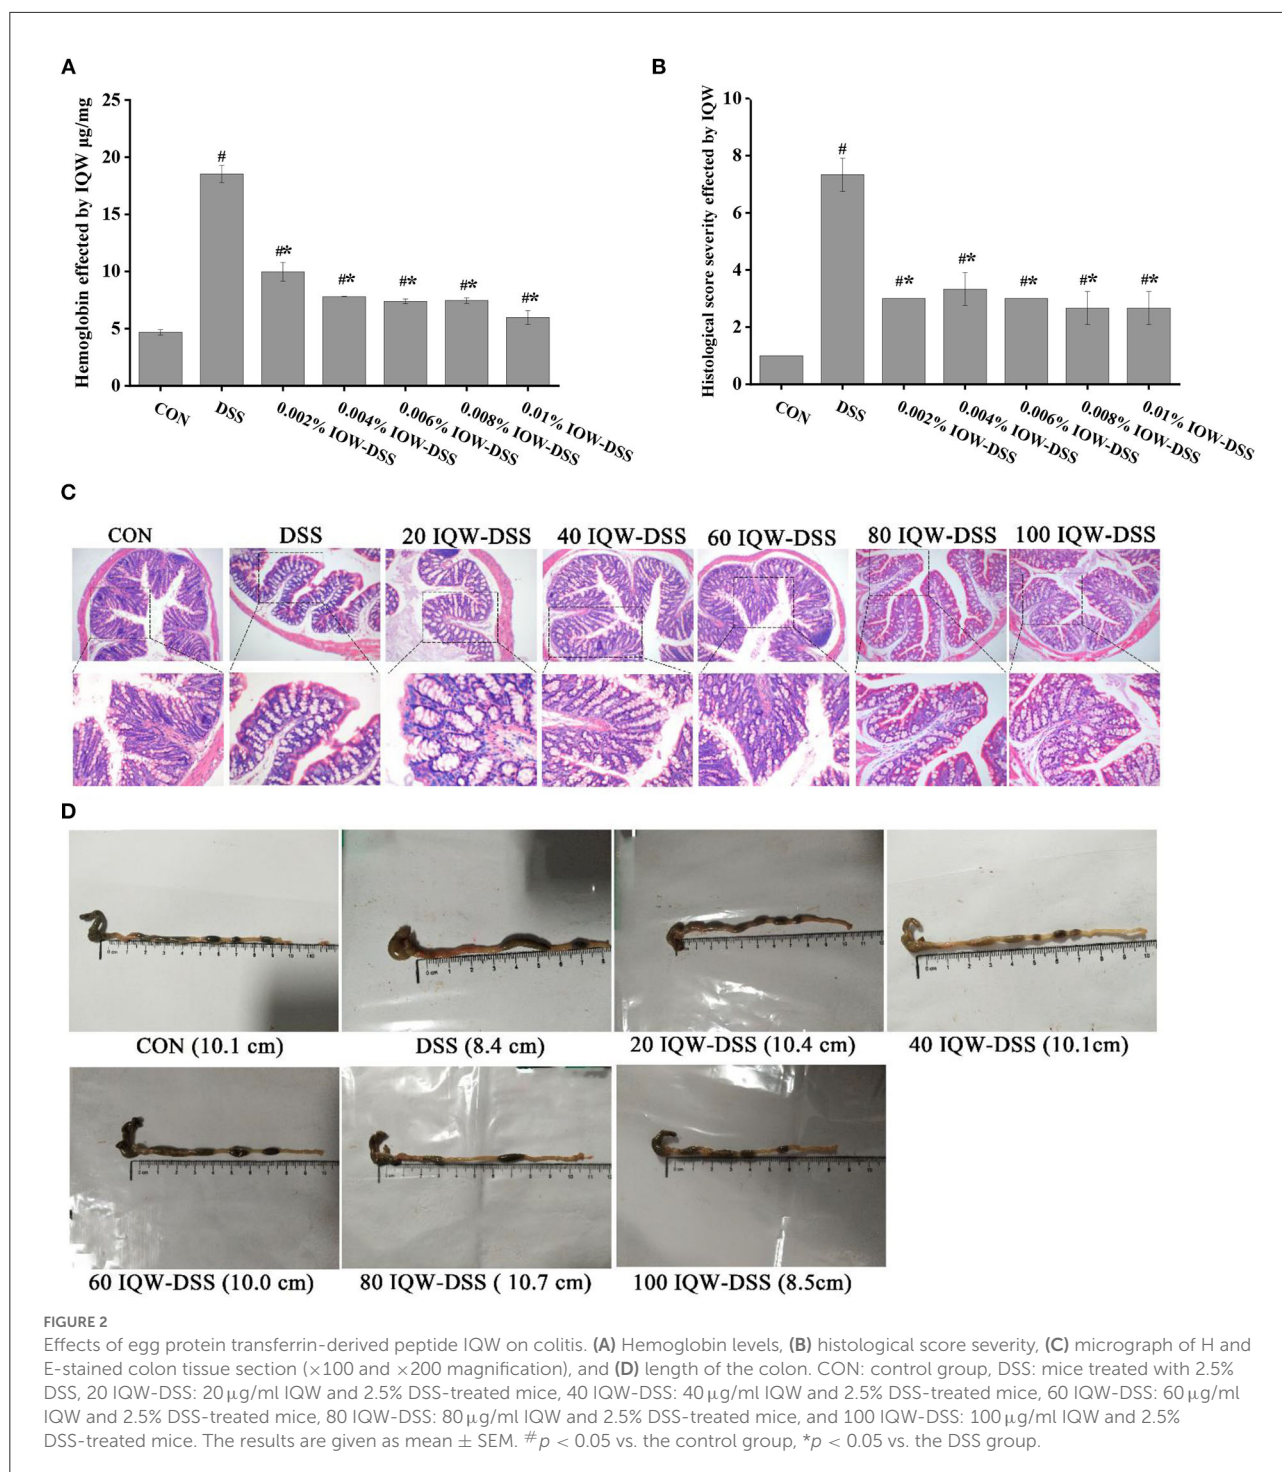 A
Hemoglobin effected by IQW μg/mg
25
20
15
10
5
0
#
#*
#*
#*
#*
#*
CON
DSS
0.002% IOW-DSS
0.004% IOW-DSS
0.006% IOW-DSS
0.008% IOW-DSS
0.01% IOW-DSS
B
Histological score severity effected by IQW
10
8
6
4
2
0
#
#*
#*
#*
#*
#*
CON
DSS
0.002% IOW-DSS
0.004% IOW-DSS
0.006% IOW-DSS
0.008% IOW-DSS
0.01% IOW-DSS
C
CON
DSS
20 IQW-DSS
40 IQW-DSS
60 IQW-DSS
80 IQW-DSS
100 IQW-DSS
D
CON (10.1 cm)
DSS (8.4 cm)
20 IQW-DSS (10.4 cm)
40 IQW-DSS (10.1cm)
60 IQW-DSS (10.0 cm)
80 IQW-DSS ( 10.7 cm)
100 IQW-DSS (8.5cm)
FIGURE 2
Effects of egg protein transferrin-derived peptide IQW on colitis. (A) Hemoglobin levels, (B) histological score severity, (C) micrograph of H and
E-stained colon tissue section (×100 and ×200 magnification), and (D) length of the colon. CON: control group, DSS: mice treated with 2.5%
DSS, 20 IQW-DSS: 20 μg/ml IQW and 2.5% DSS-treated mice, 40 IQW-DSS: 40 μg/ml IQW and 2.5% DSS-treated mice, 60 IQW-DSS: 60 μg/ml
IQW and 2.5% DSS-treated mice, 80 IQW-DSS: 80 μg/ml IQW and 2.5% DSS-treated mice, and 100 IQW-DSS: 100 μg/ml IQW and 2.5%
DSS-treated mice. The results are given as mean ± SEM. #p < 0.05 vs. the control group, *p < 0.05 vs. the DSS group.